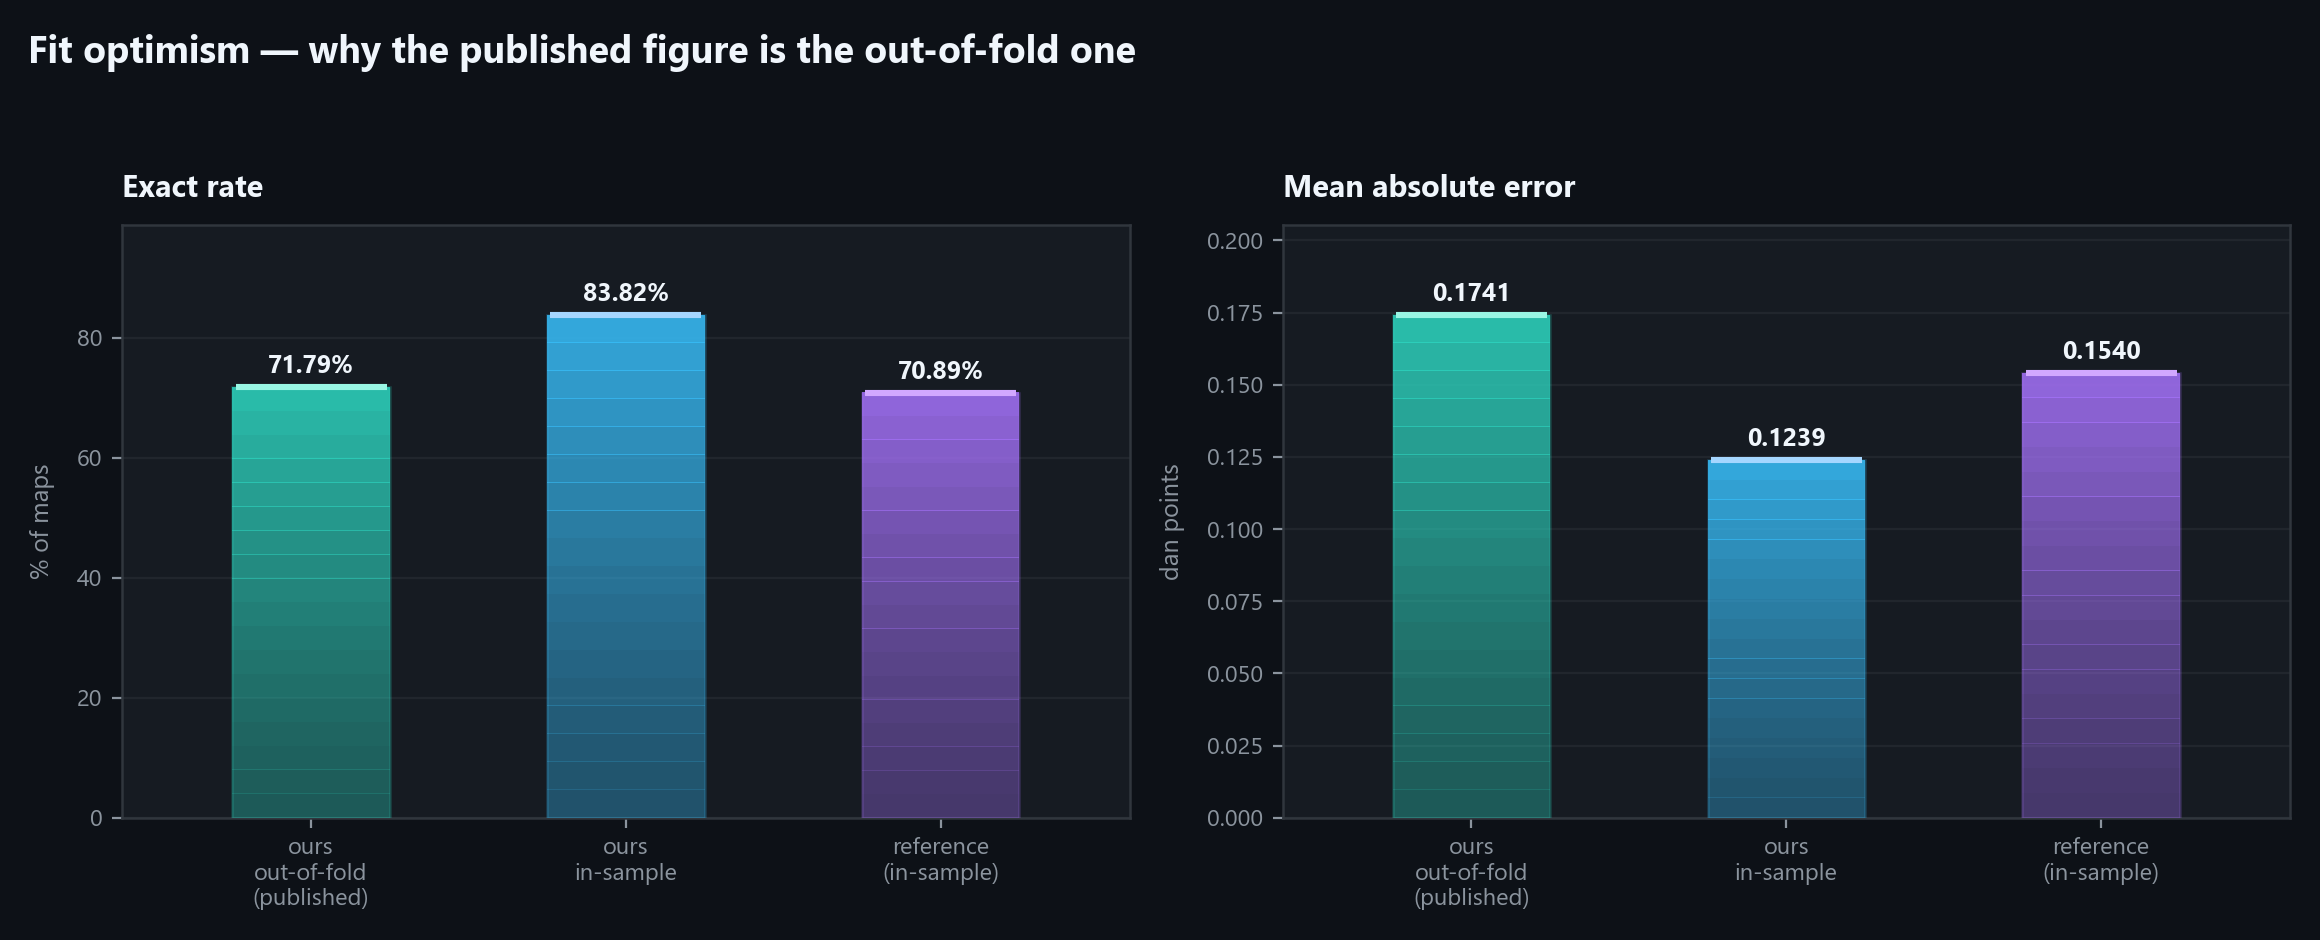 Fit optimism — why the published figure is the out-of-fold one
Exact rate
% of maps
80
60
40
20
0
71.79%
83.82%
70.89%
ours
out-of-fold
(published)
ours
in-sample
reference
(in-sample)
Mean absolute error
dan points
0.200
0.175
0.150
0.125
0.100
0.075
0.050
0.025
0.000
0.1741
0.1239
0.1540
ours
out-of-fold
(published)
ours
in-sample
reference
(in-sample)